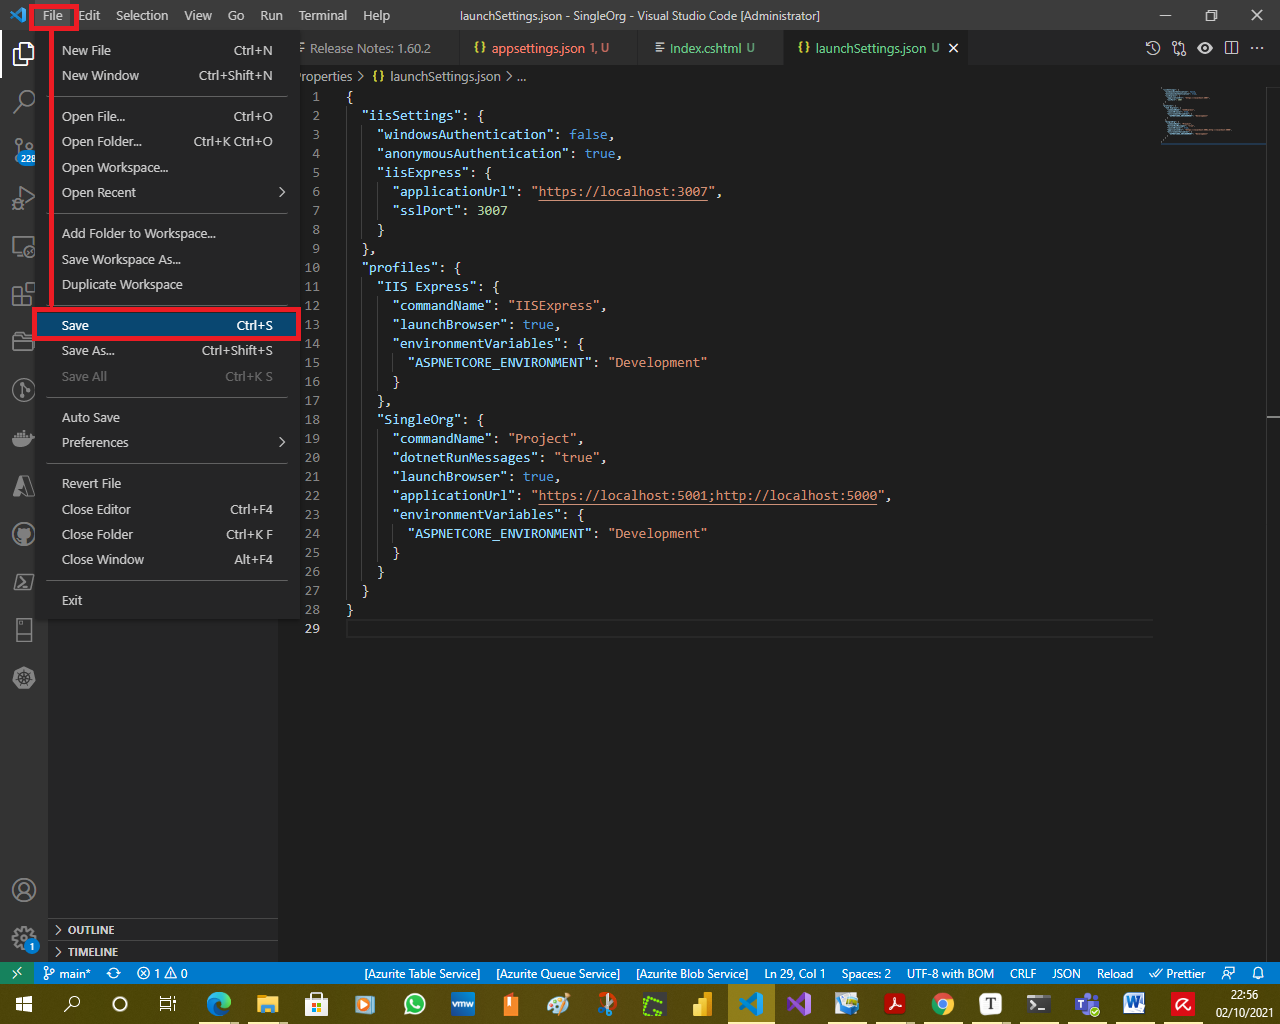 File Edit Selection View Go Run Terminal Help launchSettings.json - SingleOrg - Visual Studio Code [Administrator]
Release Notes: 1.60.2 {} appsettings.json 1, U Index.cshtml U {} launchSettings.json U
New File Ctrl+N
New Window Ctrl+Shift+N
Open File... Ctrl+O
Open Folder... Ctrl+K Ctrl+O
Open Workspace...
Open Recent
Add Folder to Workspace...
Save Workspace As...
Duplicate Workspace
Save Ctrl+S
Save As... Ctrl+Shift+S
Save All Ctrl+K S
Auto Save
Preferences
Revert File
Close Editor Ctrl+F4
Close Folder Ctrl+K F
Close Window Alt+F4
Exit
228
roperties > {} launchSettings.json > ...
1 {
2 "iisSettings": {
3 "windowsAuthentication": false,
4 "anonymousAuthentication": true,
5 "iisExpress": {
6 "applicationUrl": "https://localhost:3007",
7 "sslPort": 3007
8 }
9 },
10 "profiles": {
11 "IIS Express": {
12 "commandName": "IISExpress",
13 "launchBrowser": true,
14 "environmentVariables": {
15 "ASPNETCORE_ENVIRONMENT": "Development"
16 }
17 },
18 "SingleOrg": {
19 "commandName": "Project",
20 "dotnetRunMessages": "true",
21 "launchBrowser": true,
22 "applicationUrl": "https://localhost:5001;http://localhost:5000",
23 "environmentVariables": {
24 "ASPNETCORE_ENVIRONMENT": "Development"
25 }
26 }
27 }
28 }
29
OUTLINE
1
TIMELINE
main* 1 0 [Azurite Table Service] [Azurite Queue Service] [Azurite Blob Service] Ln 29, Col 1 Spaces: 2 UTF-8 with BOM CRLF JSON Reload Prettier
vmw T W
22:56
02/10/2021